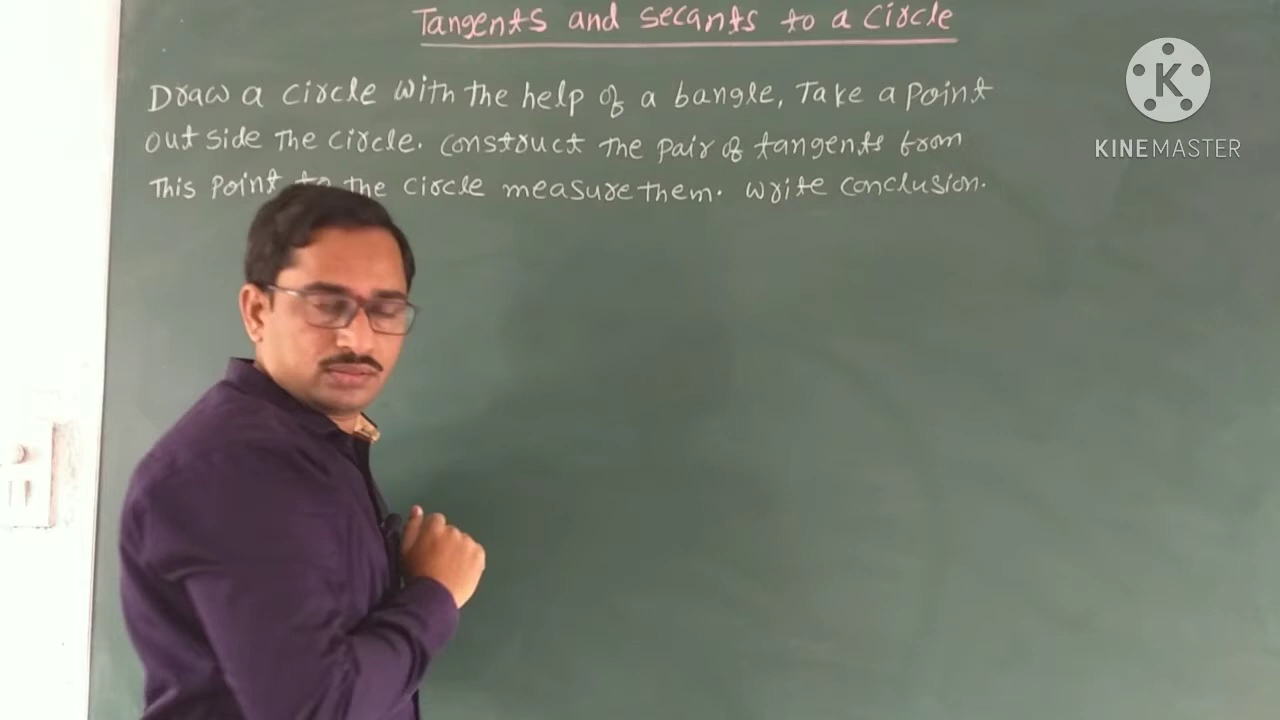 Tangents and secants to a circle
Draw a circle with the help of a bangle, Take a point
out side The circle. construct The pair of tangents from
This point to the circle measure them. write conclusion.
K
KINEMASTER